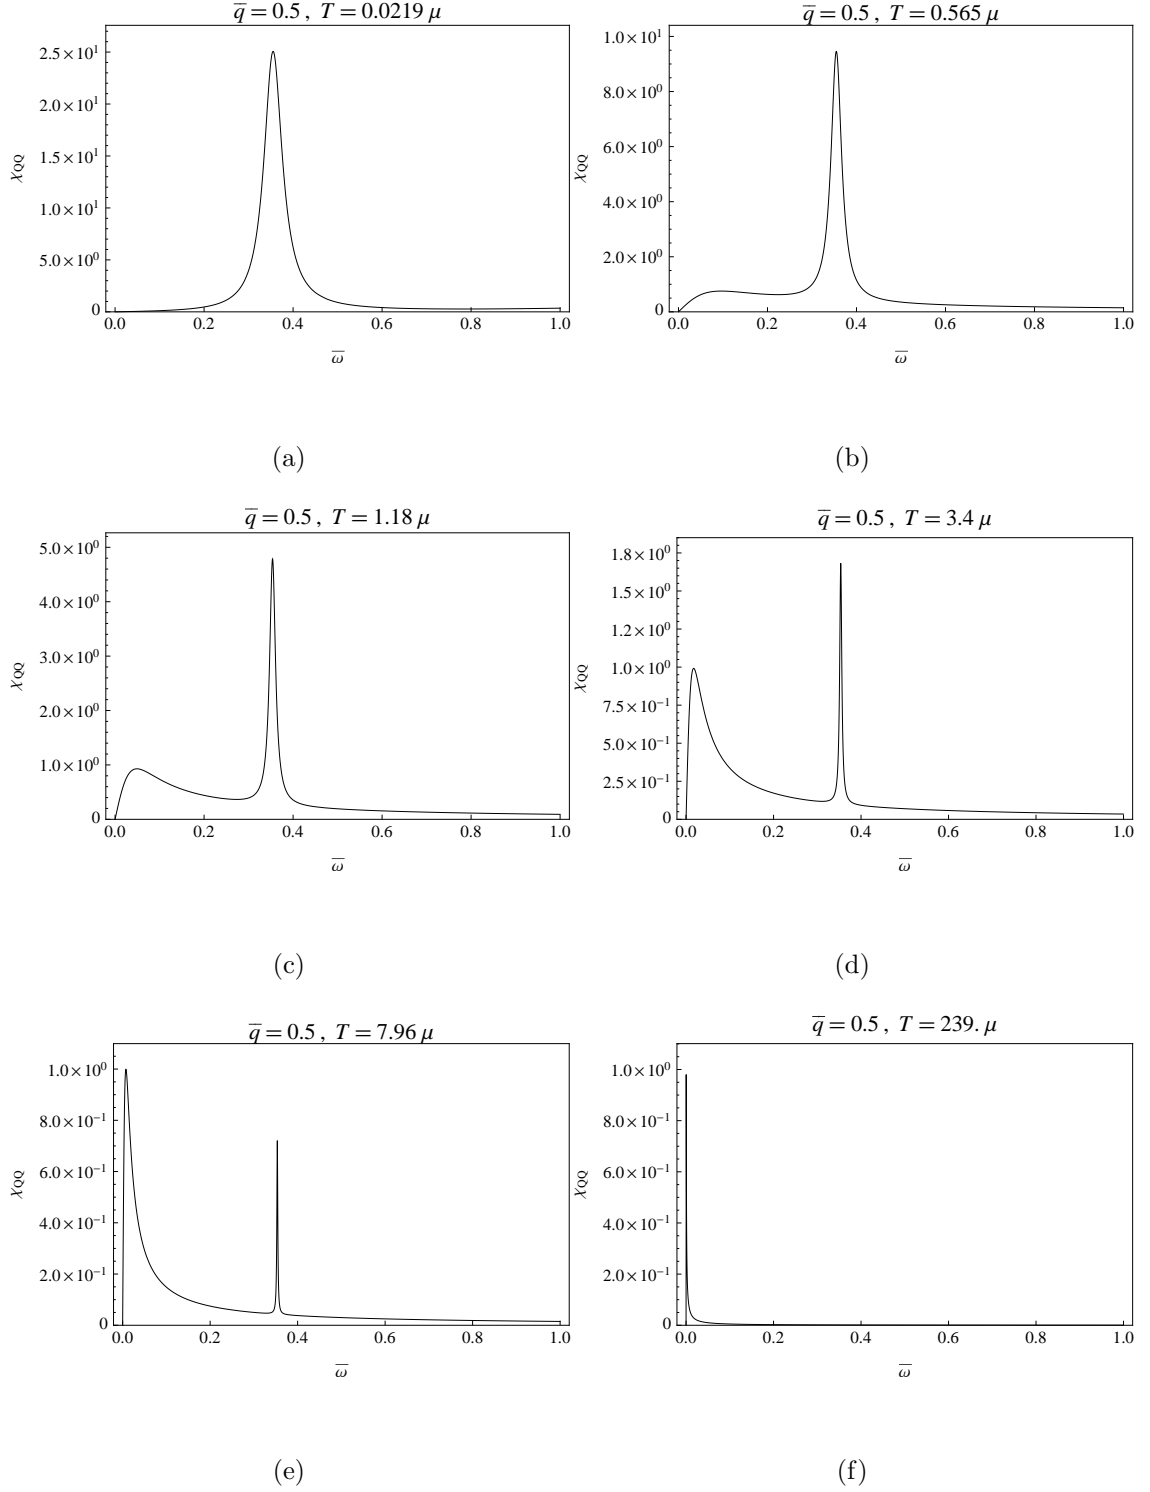 q̅ = 0.5 , T = 0.0219 μ
2.5×10¹
2.0×10¹
1.5×10¹
1.0×10¹
5.0×10⁰
0
χQQ
0.0 0.2 0.4 0.6 0.8 1.0
ω̅
(a)
q̅ = 0.5 , T = 0.565 μ
1.0×10¹
8.0×10⁰
6.0×10⁰
4.0×10⁰
2.0×10⁰
0
χQQ
0.0 0.2 0.4 0.6 0.8 1.0
ω̅
(b)
q̅ = 0.5 , T = 1.18 μ
5.0×10⁰
4.0×10⁰
3.0×10⁰
2.0×10⁰
1.0×10⁰
0
χQQ
0.0 0.2 0.4 0.6 0.8 1.0
ω̅
(c)
q̅ = 0.5 , T = 3.4 μ
1.8×10⁰
1.5×10⁰
1.2×10⁰
1.0×10⁰
7.5×10⁻¹
5.0×10⁻¹
2.5×10⁻¹
0
χQQ
0.0 0.2 0.4 0.6 0.8 1.0
ω̅
(d)
q̅ = 0.5 , T = 7.96 μ
1.0×10⁰
8.0×10⁻¹
6.0×10⁻¹
4.0×10⁻¹
2.0×10⁻¹
0
χQQ
0.0 0.2 0.4 0.6 0.8 1.0
ω̅
(e)
q̅ = 0.5 , T = 239. μ
1.0×10⁰
8.0×10⁻¹
6.0×10⁻¹
4.0×10⁻¹
2.0×10⁻¹
0
χQQ
0.0 0.2 0.4 0.6 0.8 1.0
ω̅
(f)